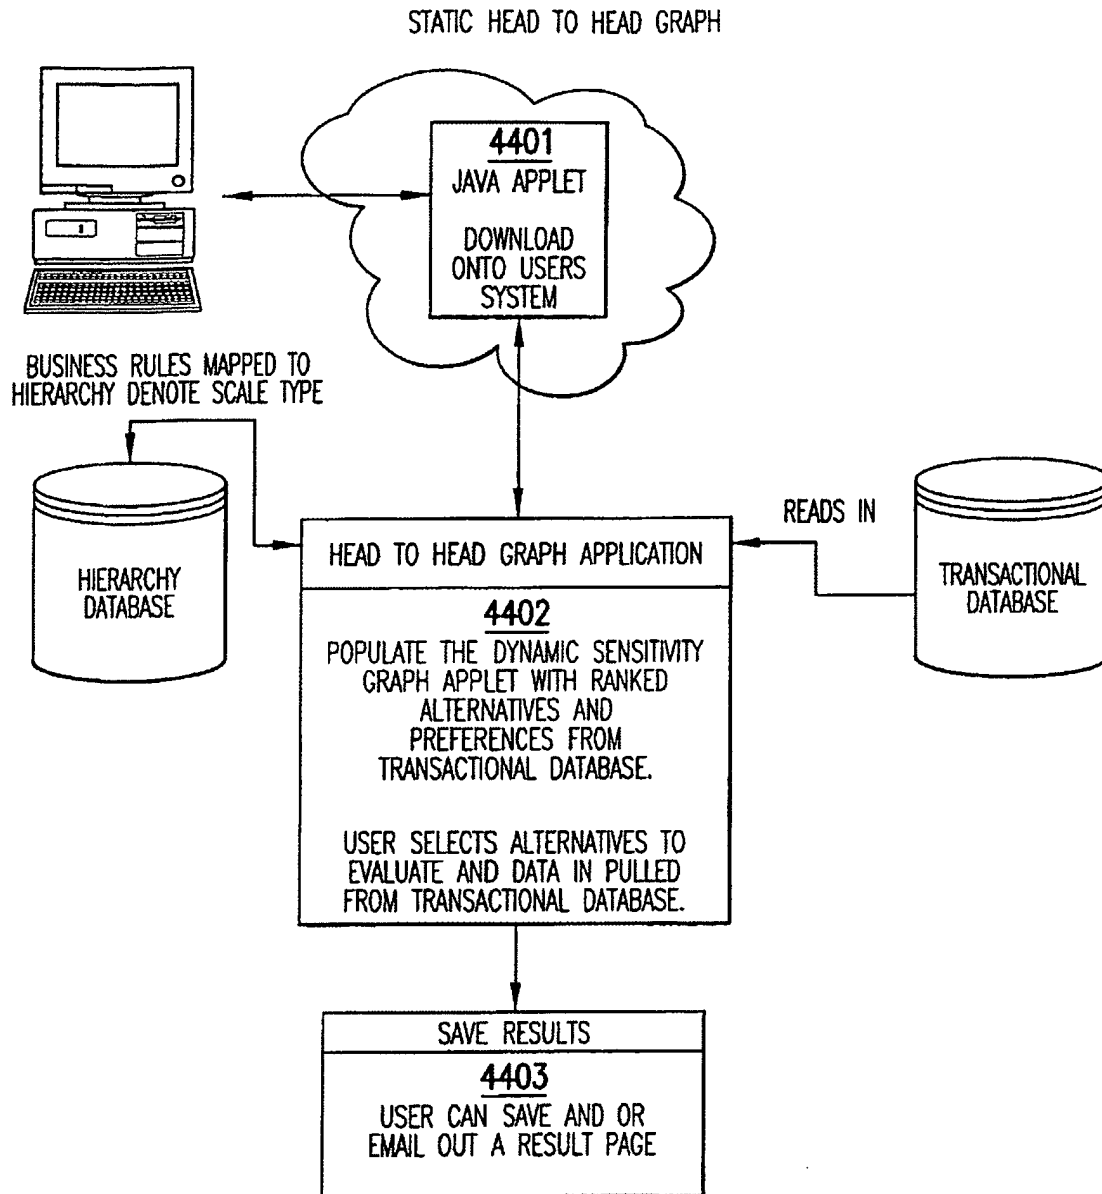 STATIC HEAD TO HEAD GRAPH
4401
JAVA APPLET
DOWNLOAD
ONTO USERS
SYSTEM
BUSINESS RULES MAPPED TO
HIERARCHY DENOTE SCALE TYPE
HIERARCHY
DATABASE
READS IN
TRANSACTIONAL
DATABASE
HEAD TO HEAD GRAPH APPLICATION
4402
POPULATE THE DYNAMIC SENSITIVITY
GRAPH APPLET WITH RANKED
ALTERNATIVES AND
PREFERENCES FROM
TRANSACTIONAL DATABASE.
USER SELECTS ALTERNATIVES TO
EVALUATE AND DATA IN PULLED
FROM TRANSACTIONAL DATABASE.
SAVE RESULTS
4403
USER CAN SAVE AND OR
EMAIL OUT A RESULT PAGE